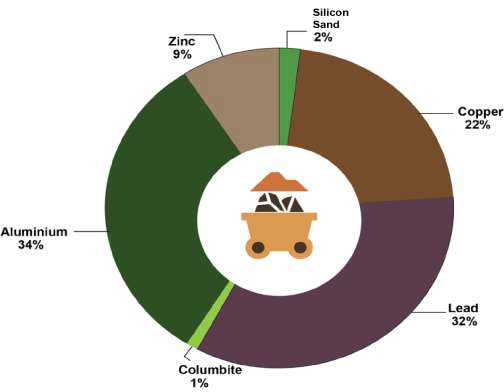 Silicon
Sand
2%
Copper
22%
Lead
32%
Columbite
1%
Aluminium
34%
Zinc
9%